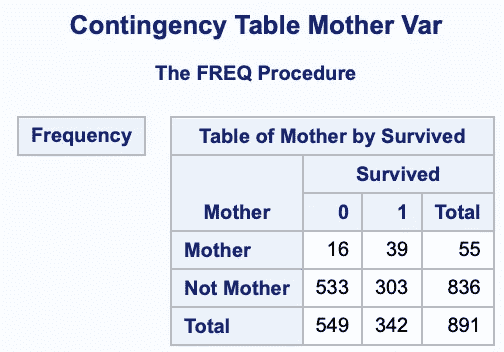 Contingency Table Mother Var
The FREQ Procedure
Frequency
Table of Mother by Survived
Survived
Mother 0 1 Total
Mother 16 39 55
Not Mother 533 303 836
Total 549 342 891